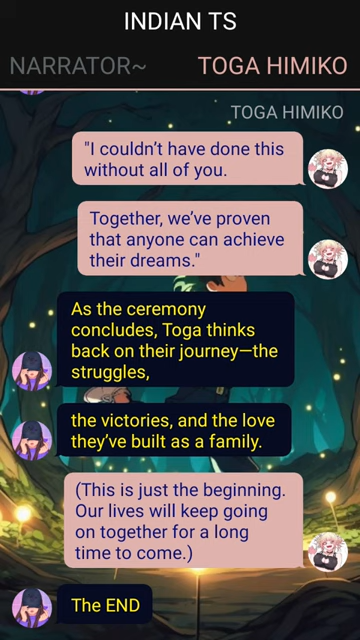 INDIAN TS
NARRATOR~ TOGA HIMIKO
TOGA HIMIKO
"I couldn’t have done this
without all of you.
Together, we’ve proven
that anyone can achieve
their dreams."
As the ceremony
concludes, Toga thinks
back on their journey—the
struggles,
the victories, and the love
they’ve built as a family.
(This is just the beginning.
Our lives will keep going
on together for a long
time to come.)
The END